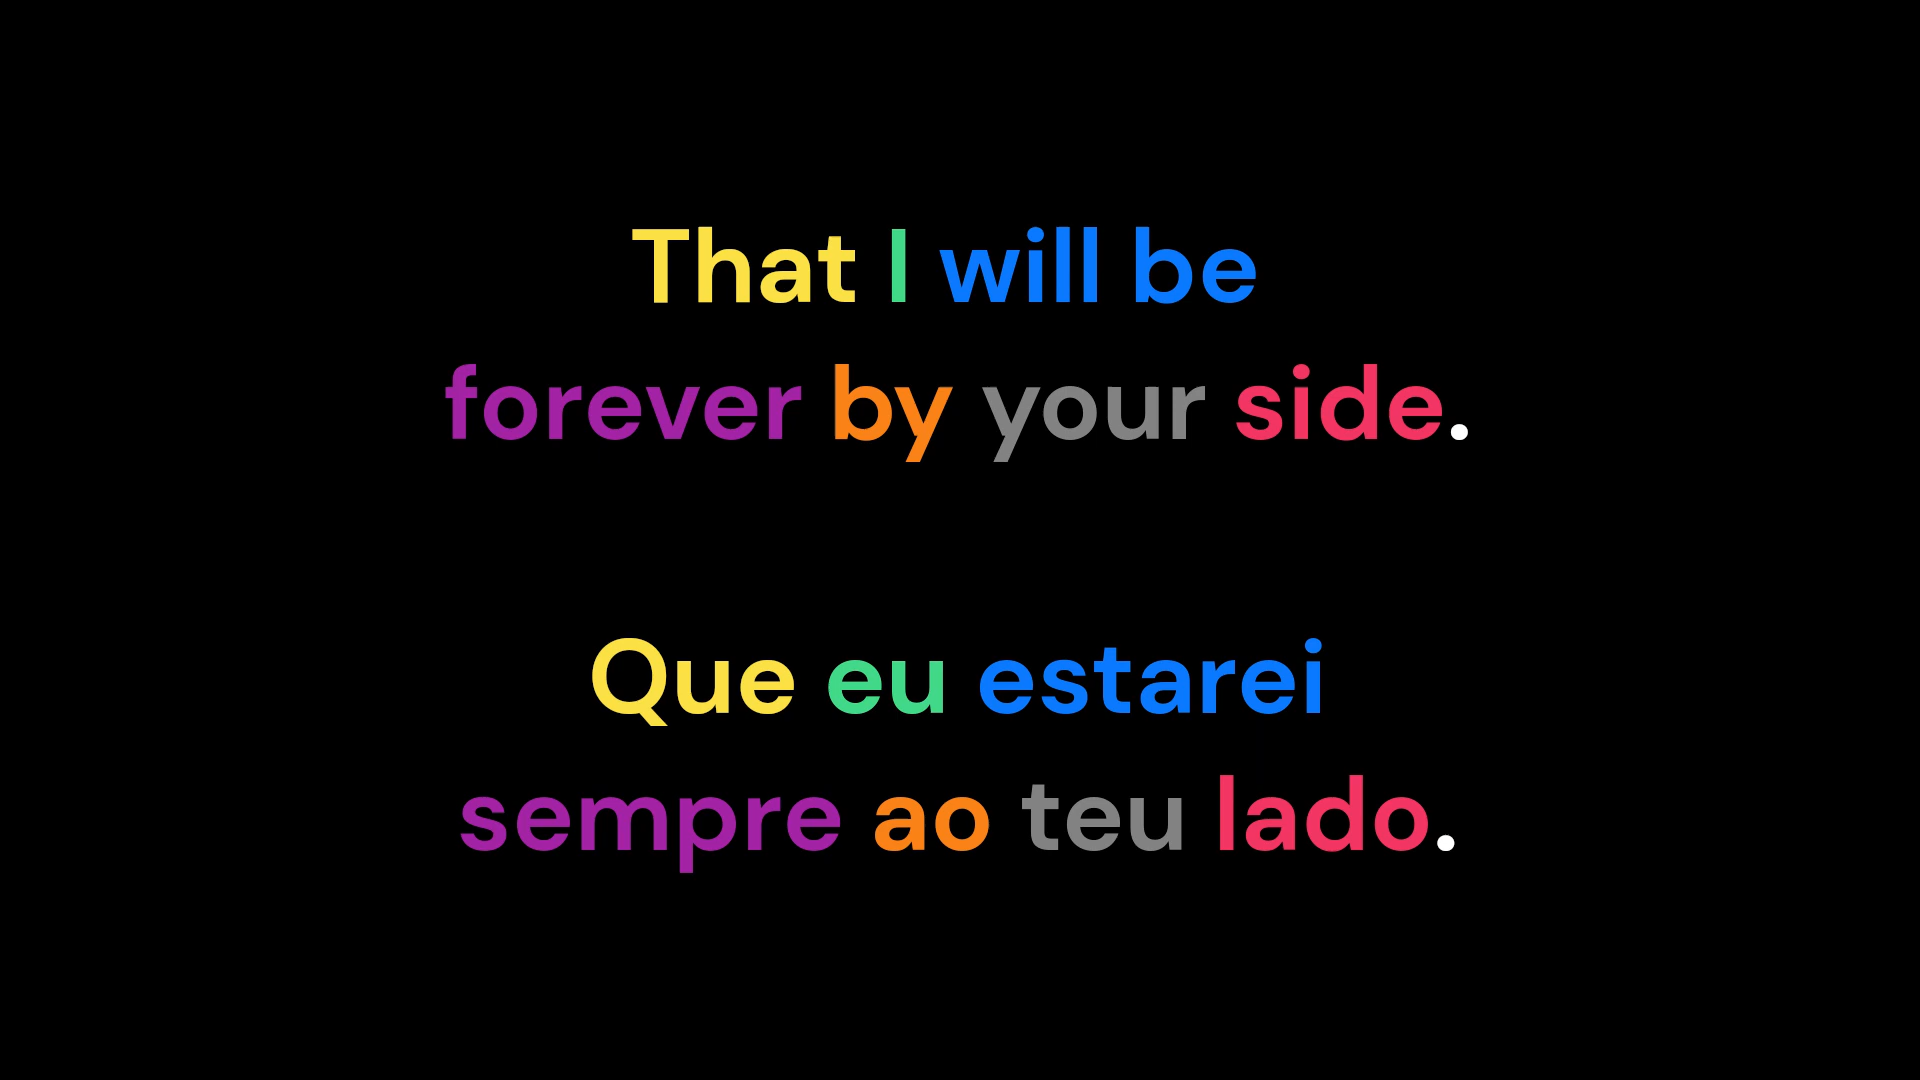 That I will be
forever by your side.
Que eu estarei
sempre ao teu lado.